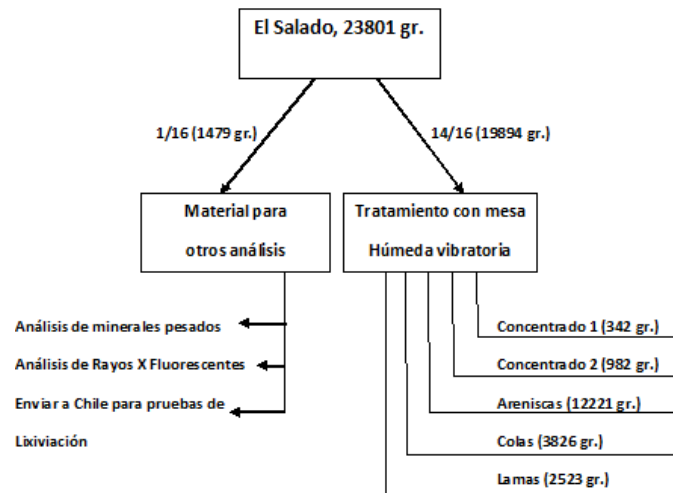 El Salado, 23801 gr.
1/16 (1479 gr.)
14/16 (19894 gr.)
Material para
otros análisis
Tratamiento con mesa
Húmeda vibratoria
Análisis de minerales pesados
Análisis de Rayos X Fluorescentes
Enviar a Chile para pruebas de
Lixiviación
Concentrado 1 (342 gr.)
Concentrado 2 (982 gr.)
Areniscas (12221 gr.)
Colas (3826 gr.)
Lamas (2523 gr.)